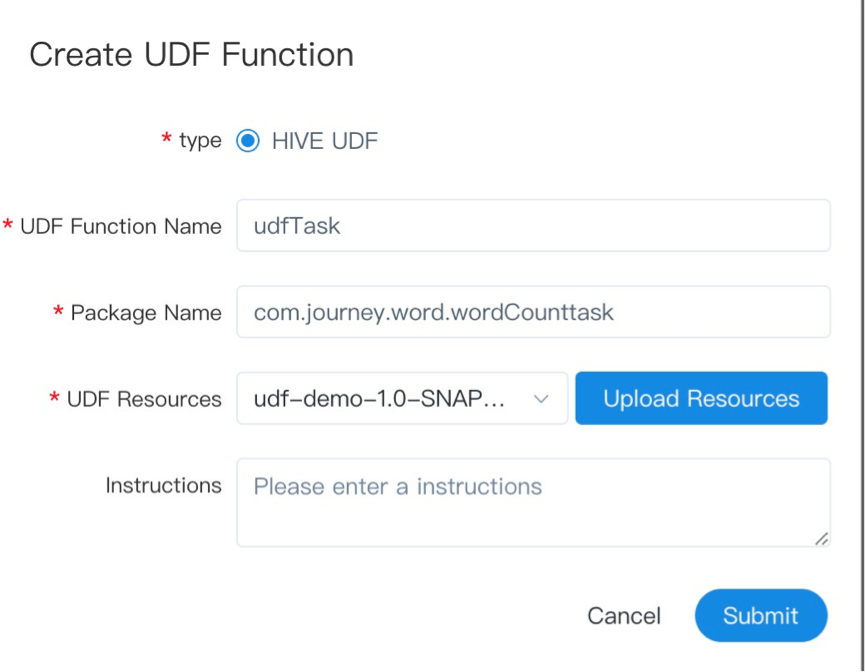 Create UDF Function
* type HIVE UDF
* UDF Function Name udfTask
* Package Name com.journey.word.wordCounttask
* UDF Resources udf-demo-1.0-SNAP... Upload Resources
Instructions Please enter a instructions
Cancel Submit